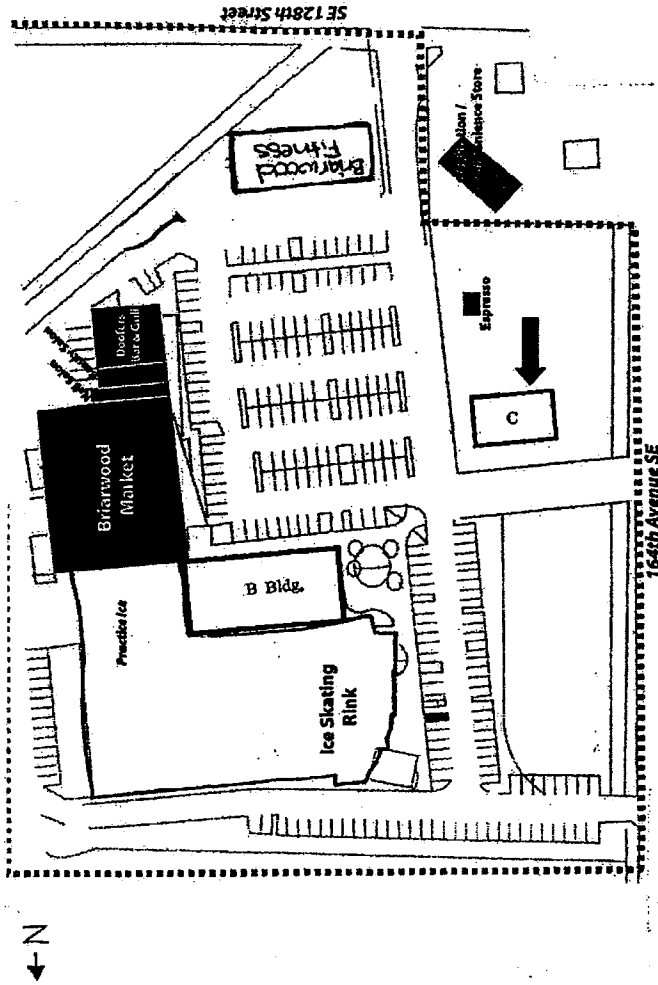 SE 128th Street
Briarwood
Fitness
Espresso
C
164th Avenue SE
Doofers
Bar & Grill
Briarwood
Market
B Bldg.
Practice Ice
Ice Skating
Rink
N